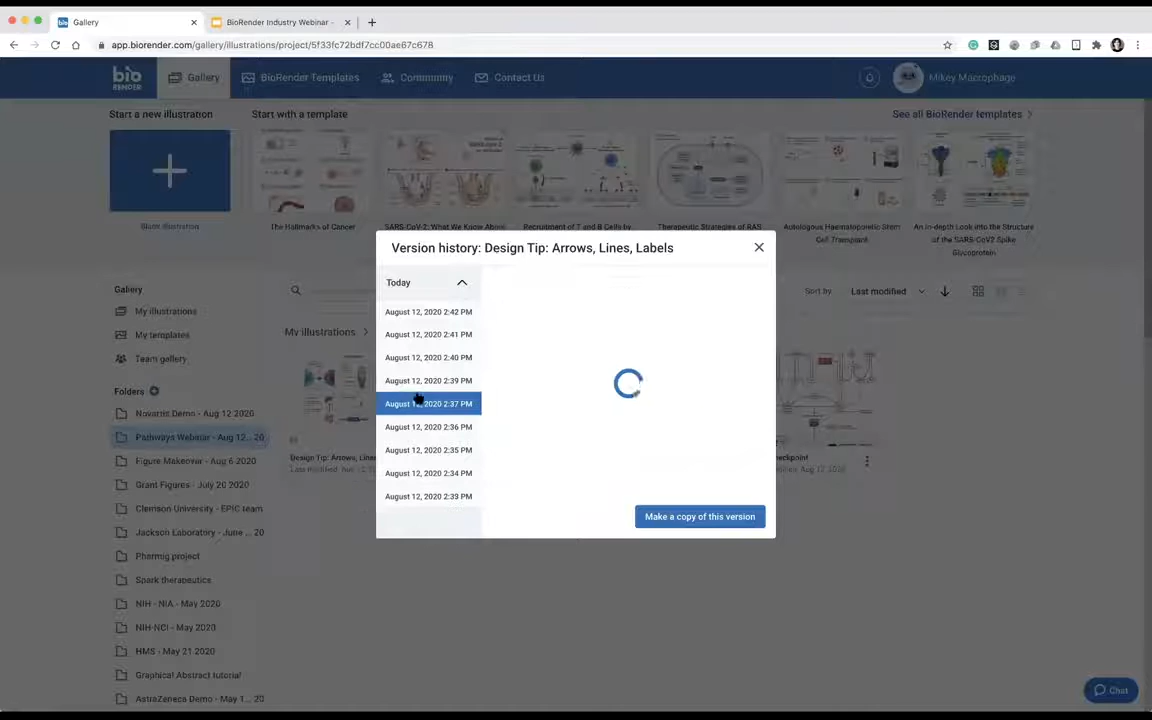 Gallery
BioRender Industry Webinar -
app.biorender.com/gallery/illustrations/project/5f33fc72bdf7cc00ae67c678
bio
RENDER
Gallery
BioRender Templates
Community
Contact Us
Mikey Macrophage
Start a new illustration
Start with a template
See all BioRender templates
Blank Illustration
The Hallmarks of Cancer
SARS-CoV-2: What We Know About
Recruitment of T and B Cells by
Therapeutic Strategies of RAS
Autologous Haematopoietic Stem
Cell Transplant
An In-depth Look into the Structure
of the SARS-CoV2 Spike
Glycoprotein
Version history: Design Tip: Arrows, Lines, Labels
Today
August 12, 2020 2:42 PM
August 12, 2020 2:41 PM
August 12, 2020 2:40 PM
August 12, 2020 2:39 PM
August 2020 2:37 PM
August 12, 2020 2:36 PM
August 12, 2020 2:35 PM
August 12, 2020 2:34 PM
August 12, 2020 2:39 PM
Make a copy of this version
Gallery
My illustrations
My templates
Team gallery
Folders
Novartis Demo - Aug 12 2020
Pathways Webinar - Aug 12... 20
Figure Makeover - Aug 6 2020
Grant Figures - July 20 2020
Clemson University - EPIC team
Jackson Laboratory - June ... 20
Pharmig project
Spark therapeutics
NIH - NIA - May 2020
NIH-NCI - May 2020
HMS - May 21 2020
Graphical Abstract tutorial
AstraZeneca Demo - May 1... 20
My illustrations
Sort by
Last modified
Design Tip: Arrows, Lines
Last modified: Aug 12,
Aug 12, 2020
Chat